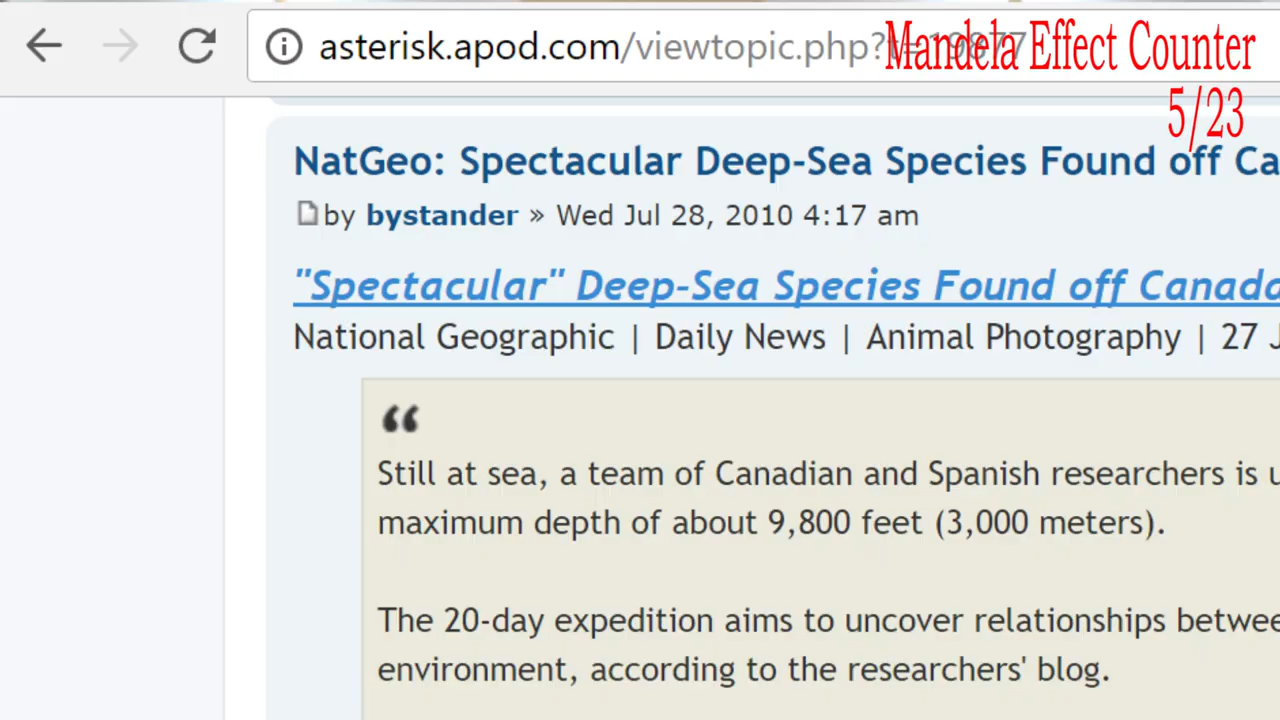 asterisk.apod.com/viewtopic.php?
Mandela Effect Counter
5/23
NatGeo: Spectacular Deep-Sea Species Found off Ca
by bystander » Wed Jul 28, 2010 4:17 am
"Spectacular" Deep-Sea Species Found off Canada
National Geographic | Daily News | Animal Photography | 27 J
“
Still at sea, a team of Canadian and Spanish researchers is u
maximum depth of about 9,800 feet (3,000 meters).
The 20-day expedition aims to uncover relationships betwee
environment, according to the researchers' blog.